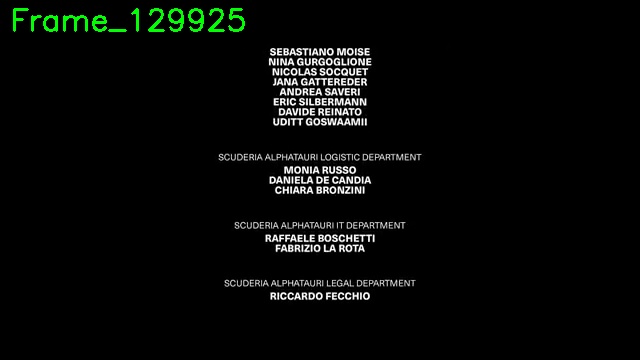 Frame_129925
SEBASTIANO MOISE
NINA GURGOGLIONE
NICOLAS SOCQUET
JANA GATTEREDER
ANDREA SAVERI
ERIC SILBERMANN
DAVIDE REINATO
UDITT GOSWAAMII
SCUDERIA ALPHATAURI LOGISTIC DEPARTMENT
MONIA RUSSO
DANIELA DE CANDIA
CHIARA BRONZINI
SCUDERIA ALPHATAURI IT DEPARTMENT
RAFFAELE BOSCHETTI
FABRIZIO LA ROTA
SCUDERIA ALPHATAURI LEGAL DEPARTMENT
RICCARDO FECCHIO